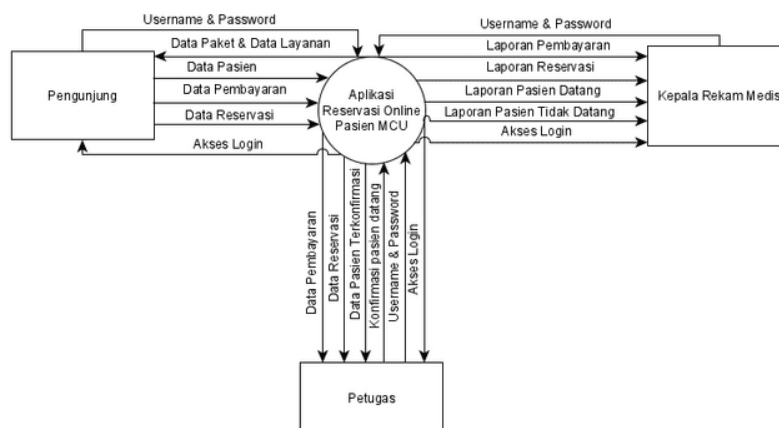 Username & Password
Username & Password
Data Paket & Data Layanan
Laporan Pembayaran
Data Pasien
Laporan Reservasi
Pengunjung
Data Pembayaran
Aplikasi
Reservasi Online
Pasien MCU
Laporan Pasien Datang
Kepala Rekam Medis
Data Reservasi
Laporan Pasien Tidak Datang
Akses Login
Akses Login
Data Pembayaran
Data Reservasi
Data Pasien Terkonfirmasi
Konfirmasi pasien datang
Username & Password
Akses Login
Petugas